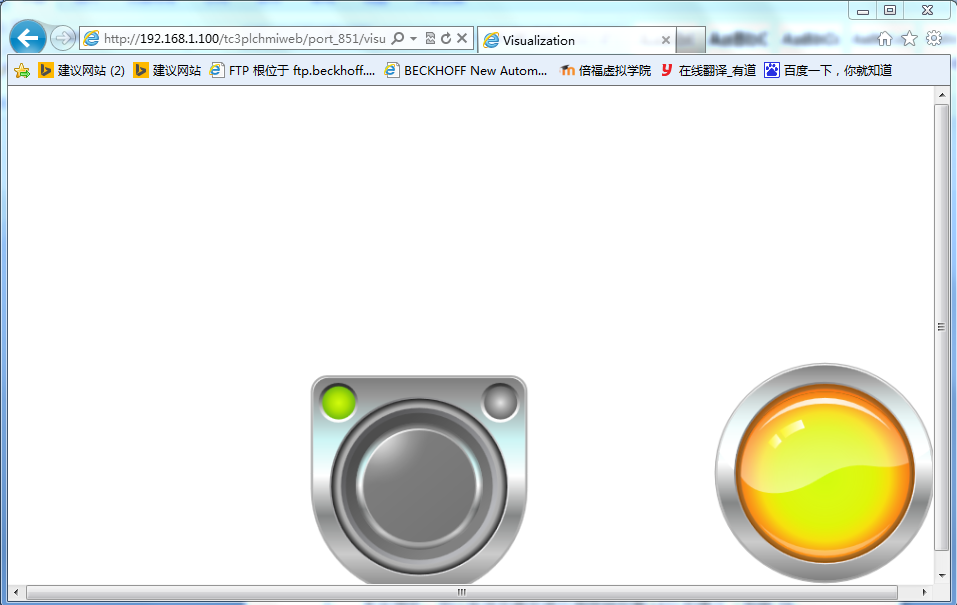 http://192.168.1.100/tc3plchmiweb/port_851/visu
Visualization
建议网站 (2) 建议网站 FTP 根位于 ftp.beckhoff.... BECKHOFF New Autom... 倍福虚拟学院 在线翻译_有道 百度一下，你就知道